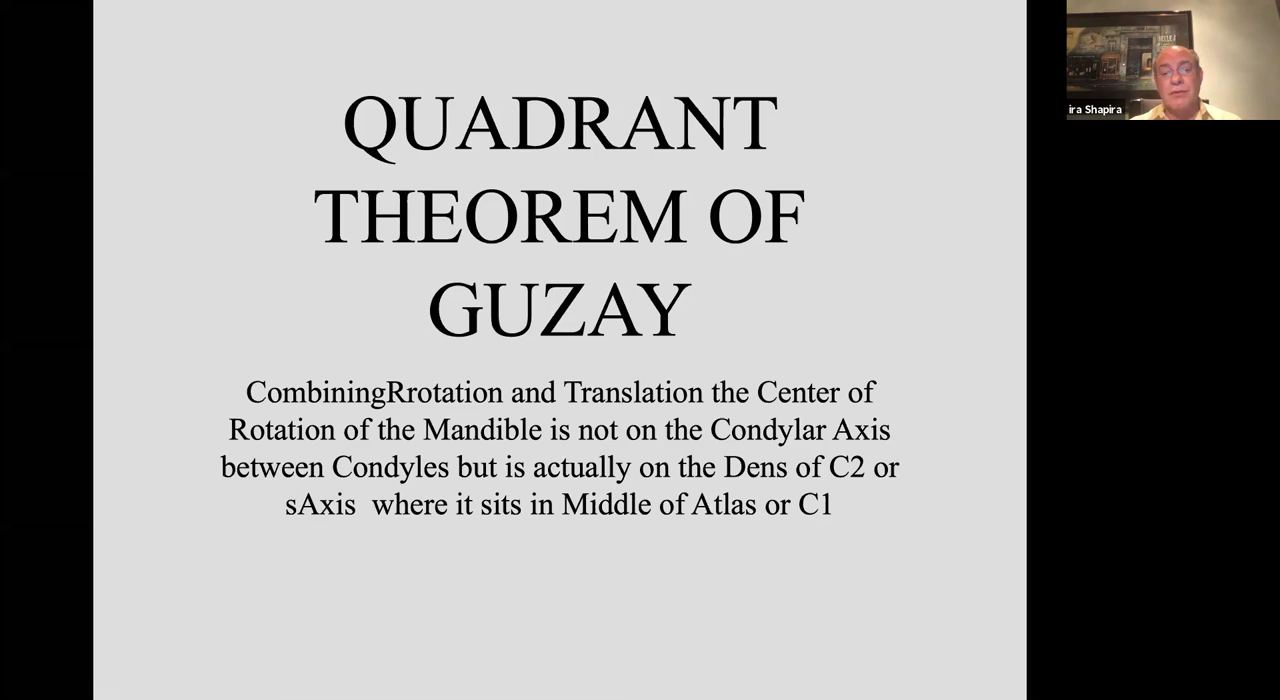 QUADRANT
THEOREM OF
GUZAY
CombiningRrotation and Translation the Center of
Rotation of the Mandible is not on the Condylar Axis
between Condyles but is actually on the Dens of C2 or
sAxis  where it sits in Middle of Atlas or C1
ira Shapira